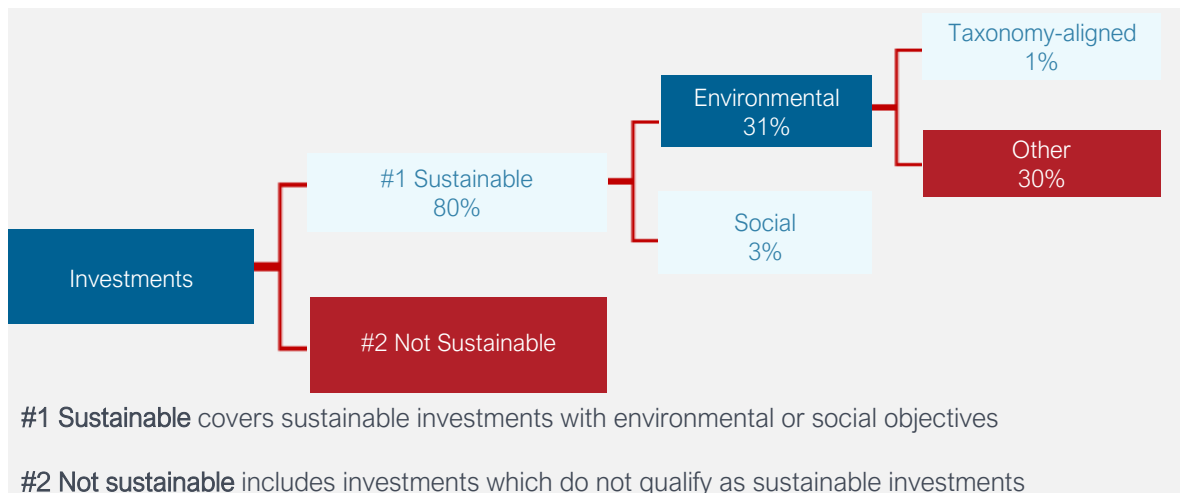 Taxonomy-aligned
1%
Environmental
31%
Other
30%
#1 Sustainable
80%
Social
3%
Investments
#2 Not Sustainable
#1 Sustainable covers sustainable investments with environmental or social objectives
#2 Not sustainable includes investments which do not qualify as sustainable investments